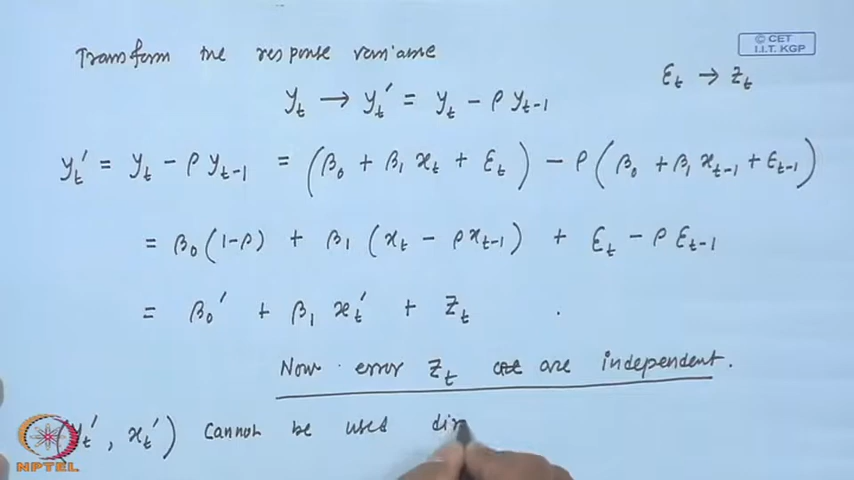 © CET
I.I.T. KGP
Transform the response variable
y_t → y_t' = y_t − ρ y_{t-1}
ε_t → z_t
y_t' = y_t − ρ y_{t-1} = (β_0 + β_1 x_t + ε_t) − ρ (β_0 + β_1 x_{t-1} + ε_{t-1})
= β_0 (1-ρ) + β_1 (x_t − ρ x_{t-1}) + ε_t − ρ ε_{t-1}
= β_0' + β_1 x_t' + z_t .
Now error z_t are independent.
y_t' , x_t') cannot be used dir
NPTEL